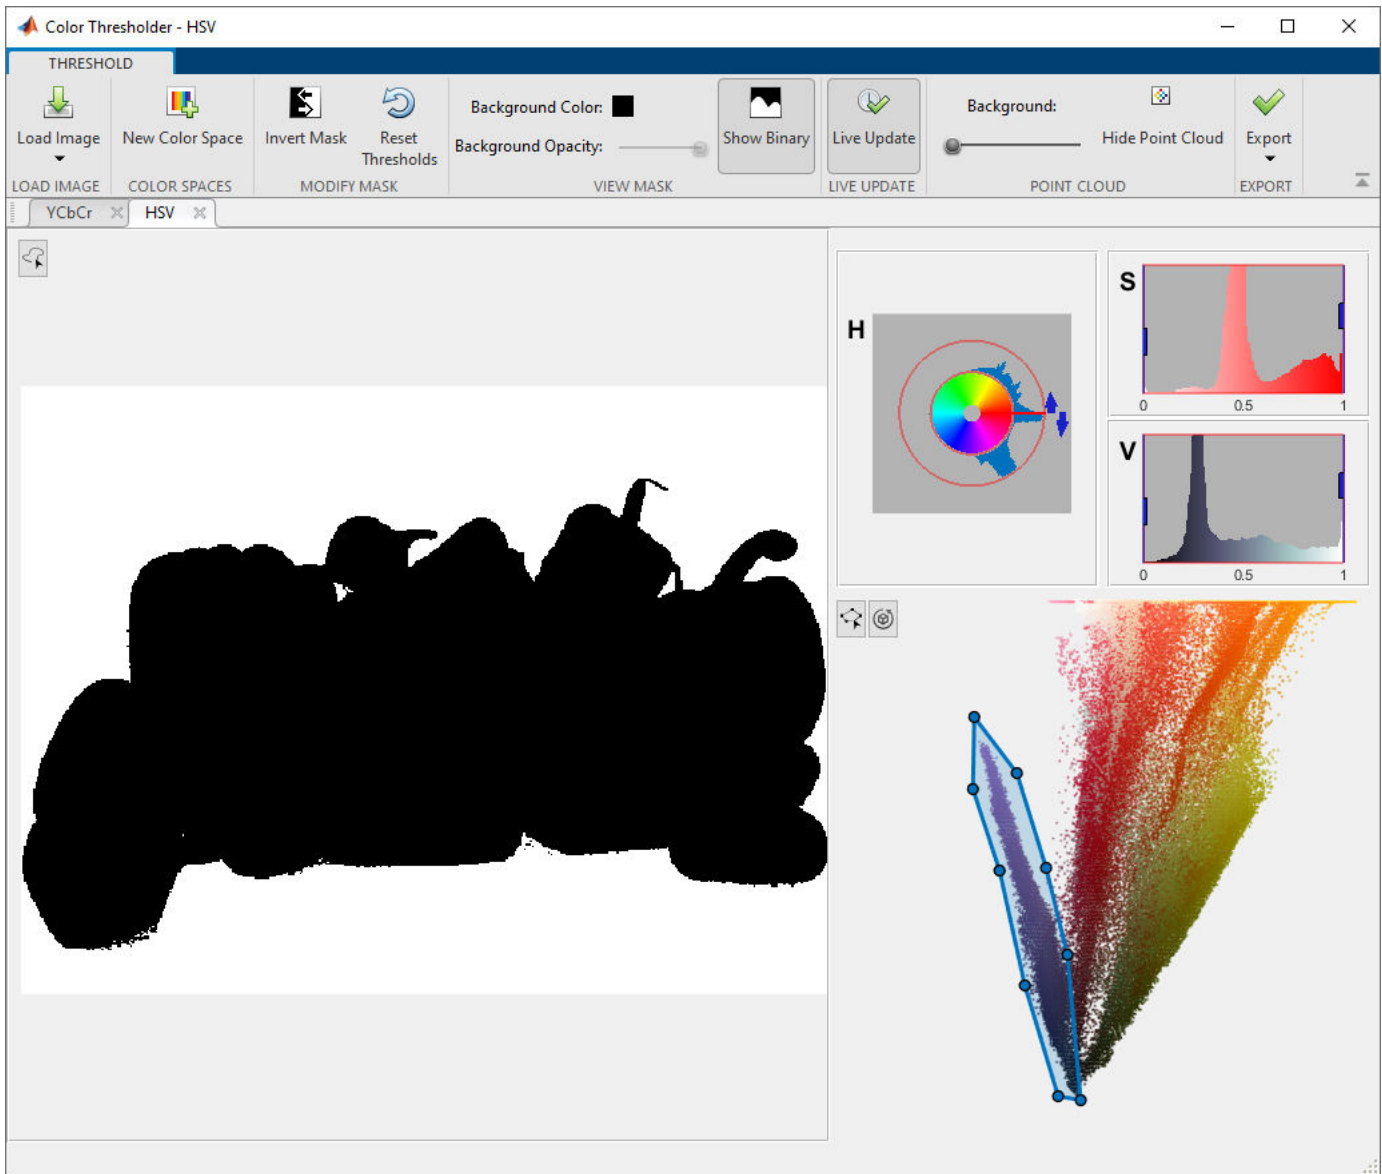 Color Thresholder - HSV
THRESHOLD
Load Image
New Color Space
Invert Mask
Reset
Thresholds
Background Color:
Background Opacity:
Show Binary
Live Update
Background:
Hide Point Cloud
Export
LOAD IMAGE
COLOR SPACES
MODIFY MASK
VIEW MASK
LIVE UPDATE
POINT CLOUD
EXPORT
YCbCr
HSV
H
S
0 0.5 1
V
0 0.5 1